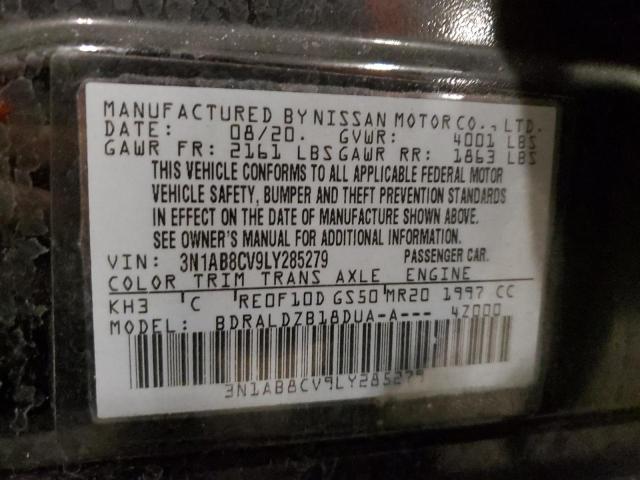 MANUFACTURED BY NISSAN MOTOR CO., LTD.
DATE: 08/20. GVWR: 4001 LBS
GAWR FR: 2161 LBS GAWR RR: 1863 LBS
THIS VEHICLE CONFORMS TO ALL APPLICABLE FEDERAL MOTOR
VEHICLE SAFETY, BUMPER AND THEFT PREVENTION STANDARDS
IN EFFECT ON THE DATE OF MANUFACTURE SHOWN ABOVE.
SEE OWNER'S MANUAL FOR ADDITIONAL INFORMATION.
VIN: 3N1AB8CV9LY285279 PASSENGER CAR.
COLOR TRIM TRANS AXLE ENGINE
KH3 'C RE0F10D GS50 MR20 1997 CC
MODEL: BDRALDZB18DUA-A--- 4Z000
3N1AB8CV9LY285279